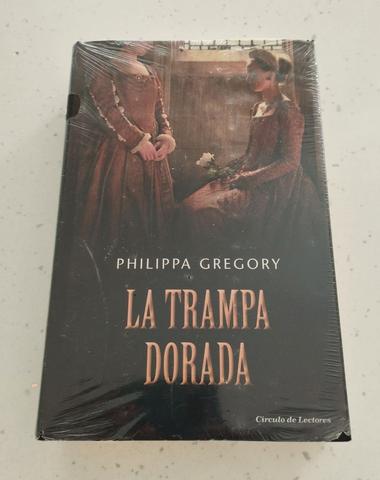 PHILIPPA GREGORY
LA TRAMPA
DORADA
Círculo de Lectores